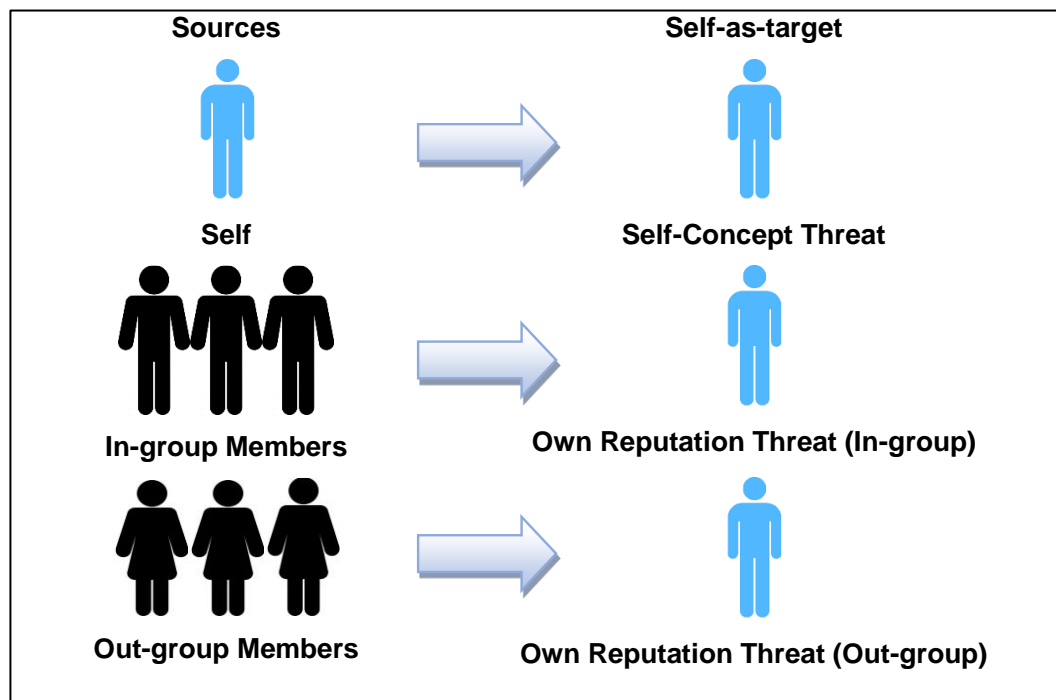 Sources
Self-as-target
Self
Self-Concept Threat
In-group Members
Own Reputation Threat (In-group)
Out-group Members
Own Reputation Threat (Out-group)